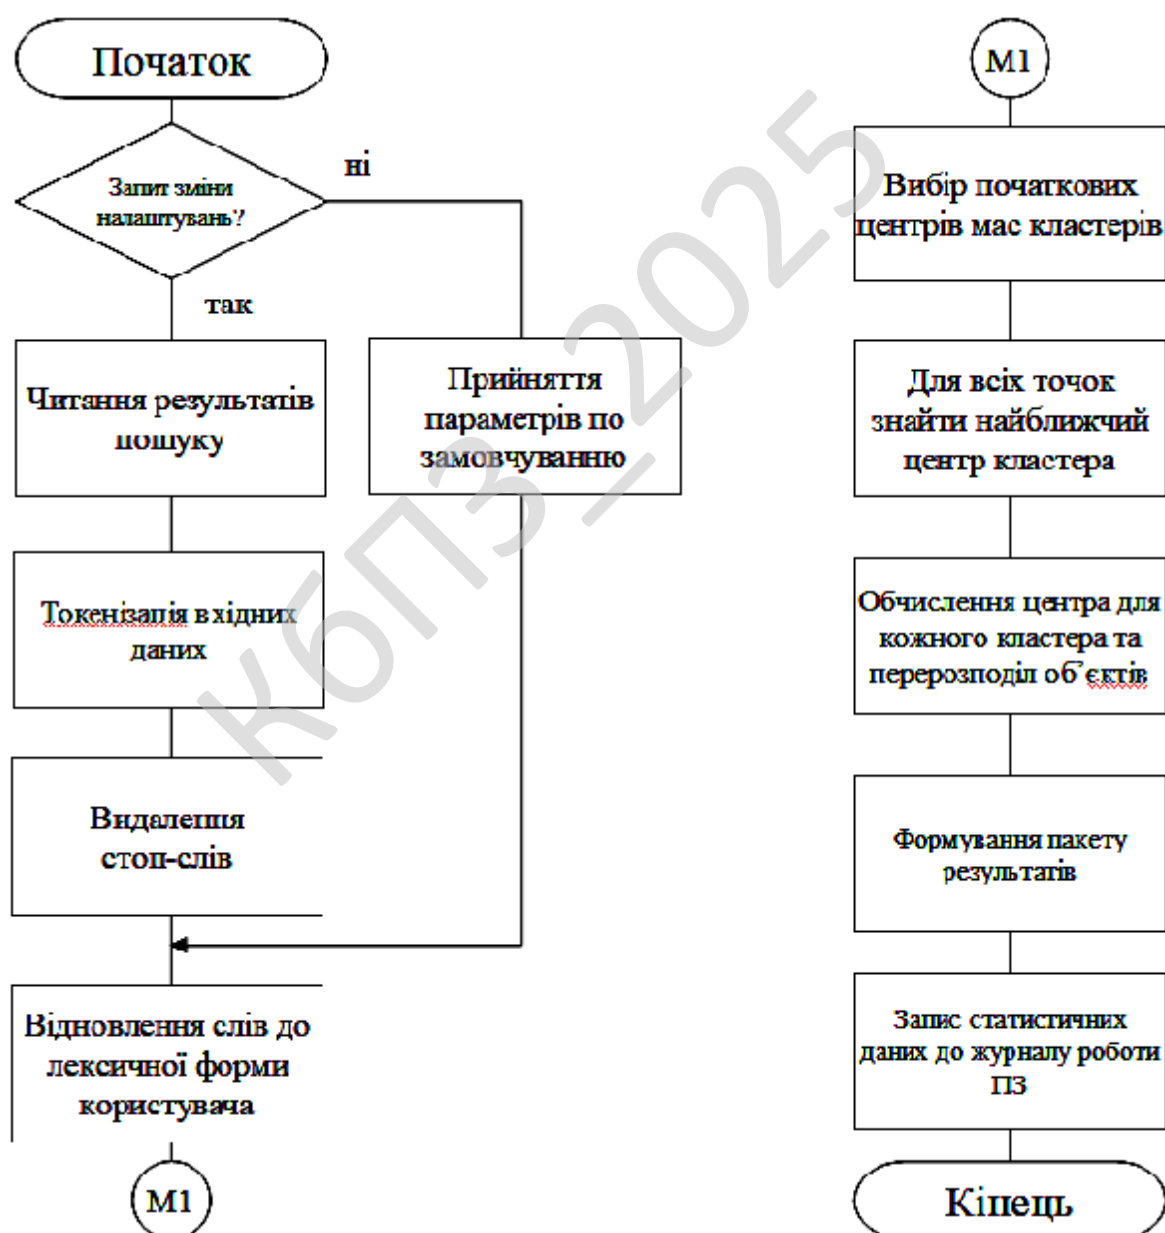 Початок
Запит зміни
налаштувань?
ні
так
Читання результатів
пошуку
Прийняття
параметрів по
замовчуванню
Токенізація вхідних
даних
Видалення
стоп-слів
Відновлення слів до
лексичної форми
користувача
М1
М1
Вибір початкових
центрів мас кластерів
Для всіх точок
знайти найближчий
центр кластера
Обчислення центра для
кожного кластера та
перерозподіл об’єктів
Формування пакету
результатів
Запис статистичних
даних до журналу роботи
ПЗ
Кінець
КбПЗ_2025